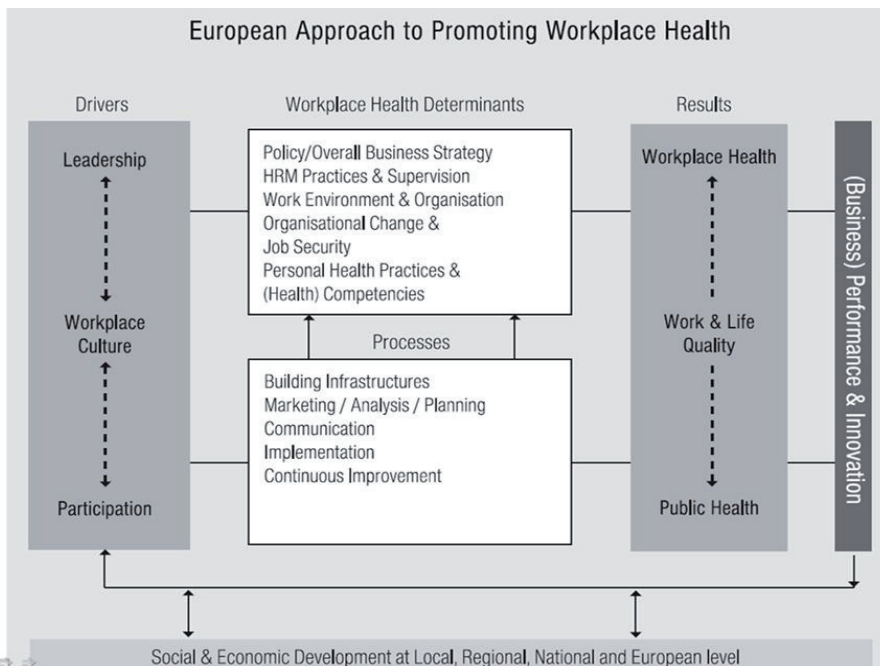 European Approach to Promoting Workplace Health
Drivers
Workplace Health Determinants
Results
Leadership
Workplace
Culture
Participation
Policy/Overall Business Strategy
HRM Practices & Supervision
Work Environment & Organisation
Organisational Change &
Job Security
Personal Health Practices &
(Health) Competencies
Processes
Building Infrastructures
Marketing / Analysis / Planning
Communication
Implementation
Continuous Improvement
Workplace Health
Work & Life
Quality
Public Health
(Business) Performance & Innovation
Social & Economic Development at Local, Regional, National and European level